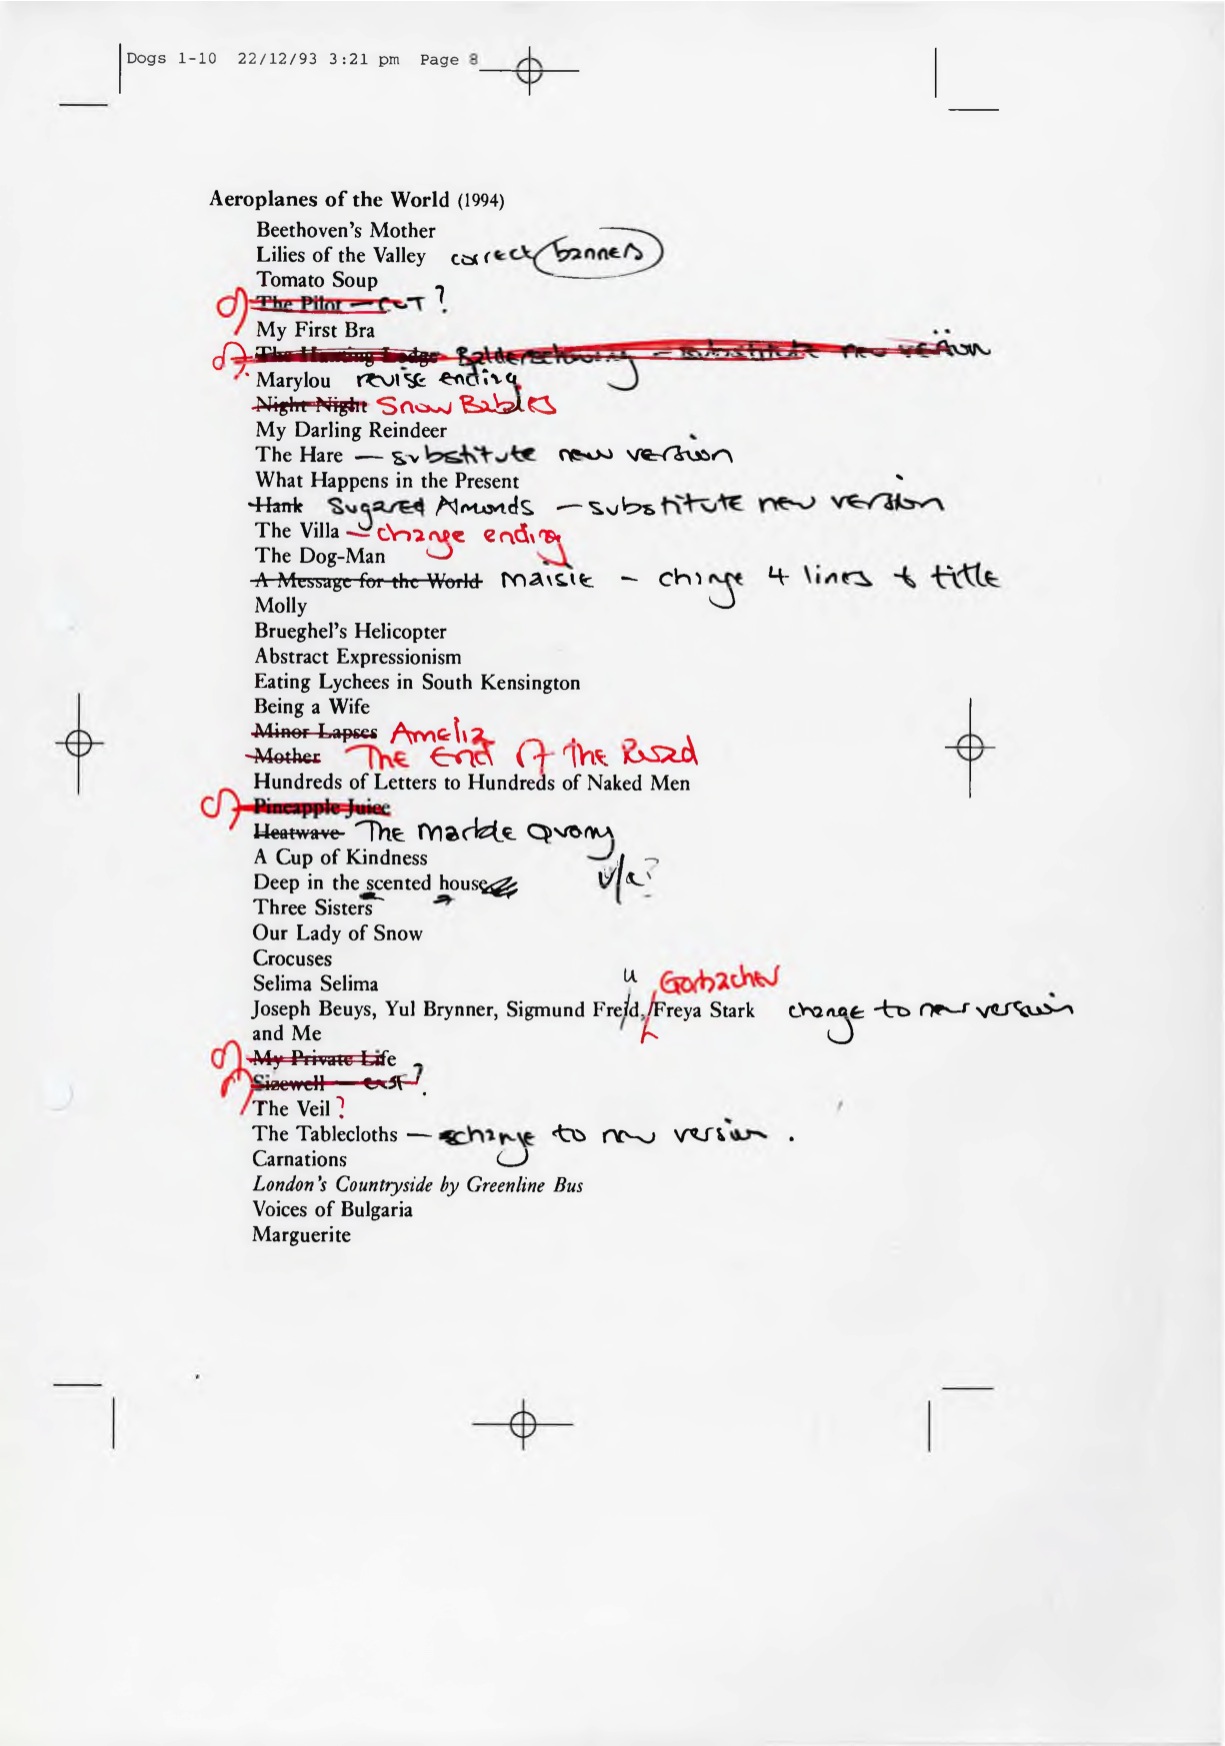 Dogs 1-10 22/12/93 3:21 pm Page 8
Aeroplanes of the World (1994)
Beethoven's Mother
Lilies of the Valley correct banners
Tomato Soup
The Pilot — CUT ?
My First Bra
The Hunting Lodge Balderschwang — substitute new version
Marylou revise ending
Night Night Snow Babies
My Darling Reindeer
The Hare — substitute new version
What Happens in the Present
Hank Sugared Almonds — substitute new version
The Villa — change ending
The Dog-Man
A Message for the World Maisie — change 4 lines & title
Molly
Brueghel's Helicopter
Abstract Expressionism
Eating Lychees in South Kensington
Being a Wife
Minor Lapses Amelia
Mother The End of the Road
Hundreds of Letters to Hundreds of Naked Men
Pineapple Juice
Heatwave The Marble Quarry
A Cup of Kindness
Deep in the scented house u/c?
Three Sisters
Our Lady of Snow
Crocuses
Selima Selima
u Gorbachev
Joseph Beuys, Yul Brynner, Sigmund Freid, Freya Stark change to new version
and Me
My Private Life
Sizewell — cut ?
The Veil ?
The Tablecloths — change to new version .
Carnations
London's Countryside by Greenline Bus
Voices of Bulgaria
Marguerite